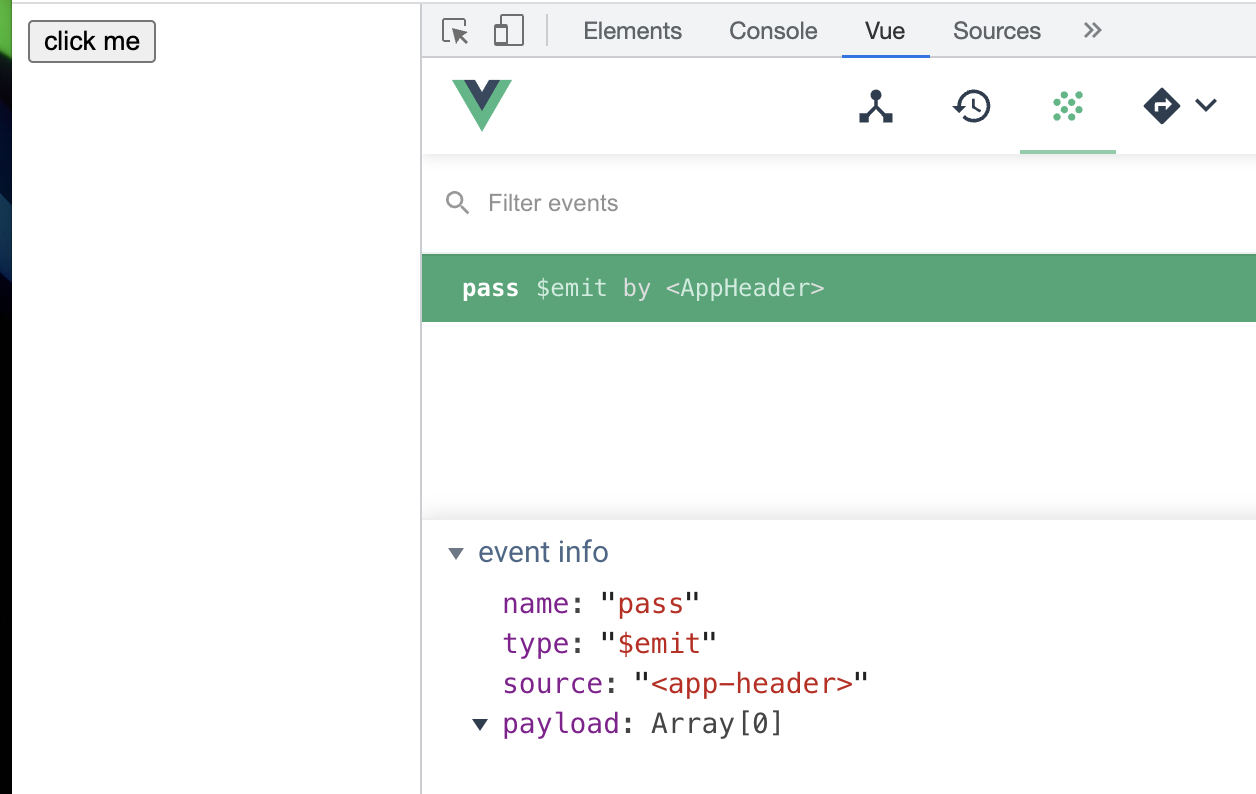 click me
Elements Console Vue Sources »
Filter events
pass $emit by <AppHeader>
event info
name: "pass"
type: "$emit"
source: "<app-header>"
payload: Array[0]